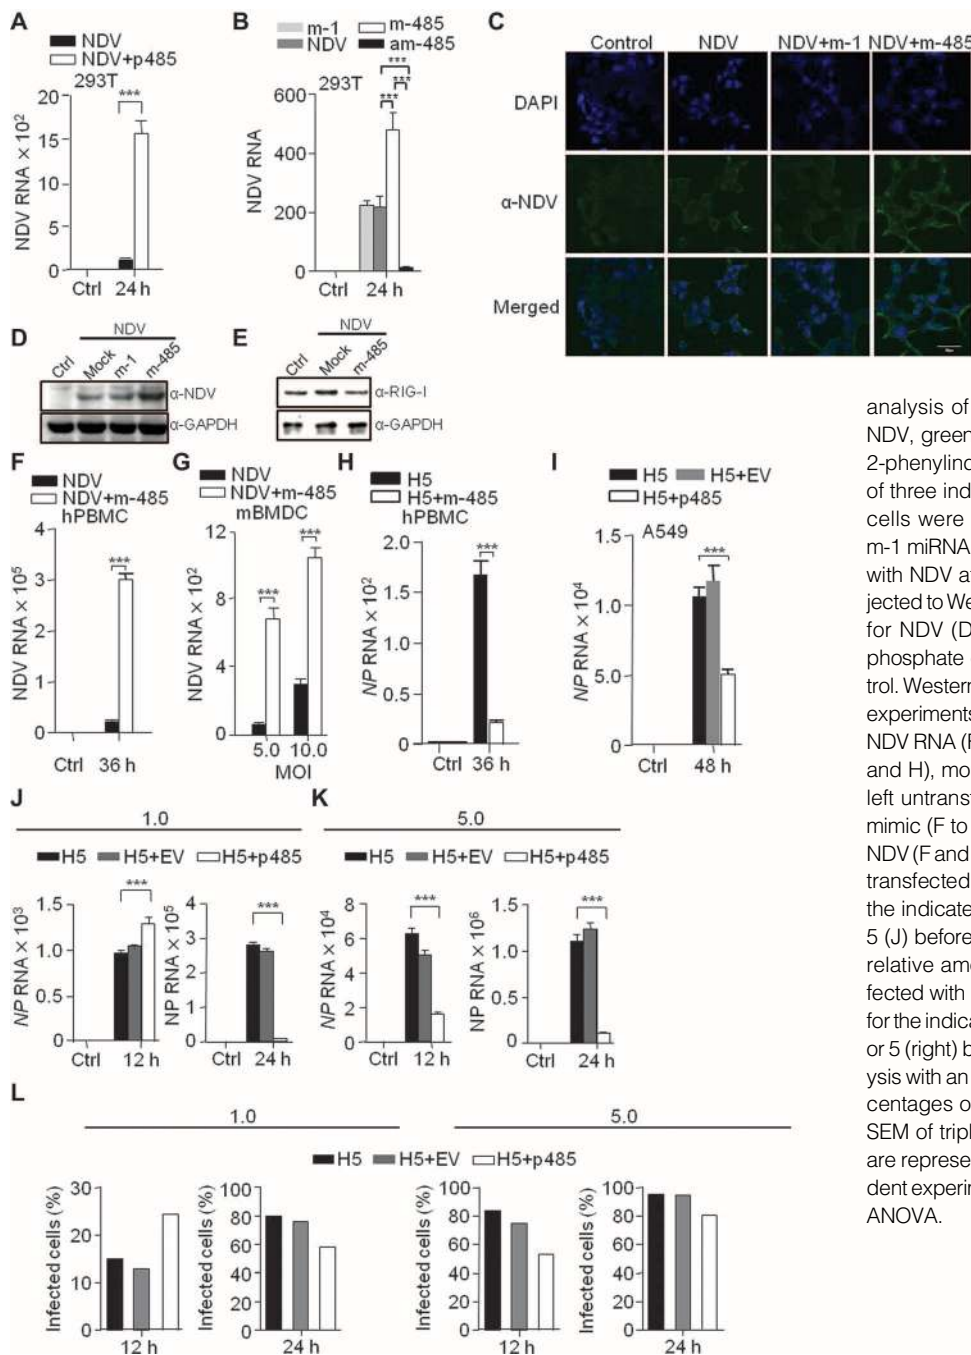 A
NDV
NDV+p485
293T
***
NDV RNA × 10²
20
15
10
5
0
Ctrl 24 h
B
m-1 m-485
NDV am-485
293T
***
***
***
NDV RNA
600
400
200
0
Ctrl 24 h
C
Control NDV NDV+m-1 NDV+m-485
DAPI
α-NDV
Merged
D
NDV
Ctrl Mock m-1 m-485
α-NDV
α-GAPDH
E
NDV
Ctrl Mock m-485
α-RIG-I
α-GAPDH
F
NDV
NDV+m-485
hPBMC
***
NDV RNA × 10⁵
5
3.0
1.5
0
Ctrl 36 h
G
NDV
NDV+m-485
mBMDC
***
***
NDV RNA × 10²
12
8
4
0
5.0 10.0
MOI
H
H5
H5+m-485
hPBMC
***
NP RNA × 10²
2.0
1.5
0.5
0
Ctrl 36 h
I
H5 H5+EV
H5+p485
A549
***
NP RNA × 10⁴
1.5
1.0
5.0
0
Ctrl 48 h
J
1.0
H5 H5+EV H5+p485
***
NP RNA × 10³
1.5
1.0
0.5
0
Ctrl 12 h
***
NP RNA × 10⁵
4
3
2
1
0
Ctrl 24 h
K
5.0
H5 H5+EV H5+p485
***
NP RNA × 10⁴
8
6
4
2
0
Ctrl 12 h
***
NP RNA × 10⁶
1.5
1.0
0.5
0
Ctrl 24 h
L
1.0
5.0
H5 H5+EV H5+p485
Infected cells (%)
30
20
10
0
12 h
Infected cells (%)
100
80
60
40
20
0
24 h
Infected cells (%)
100
80
60
40
20
0
12 h
Infected cells (%)
100
80
60
40
20
0
24 h
analysis of
NDV, green
2-phenylind
of three ind
cells were
m-1 miRNA
with NDV at
jected to We
for NDV (D
phosphate
trol. Western
experiments
NDV RNA (F
and H), mo
left untransf
mimic (F to
NDV (F and
transfected
the indicate
5 (J) before
relative amo
fected with
for the indica
or 5 (right) b
ysis with an
centages o
SEM of tripl
are represe
dent experin
ANOVA.